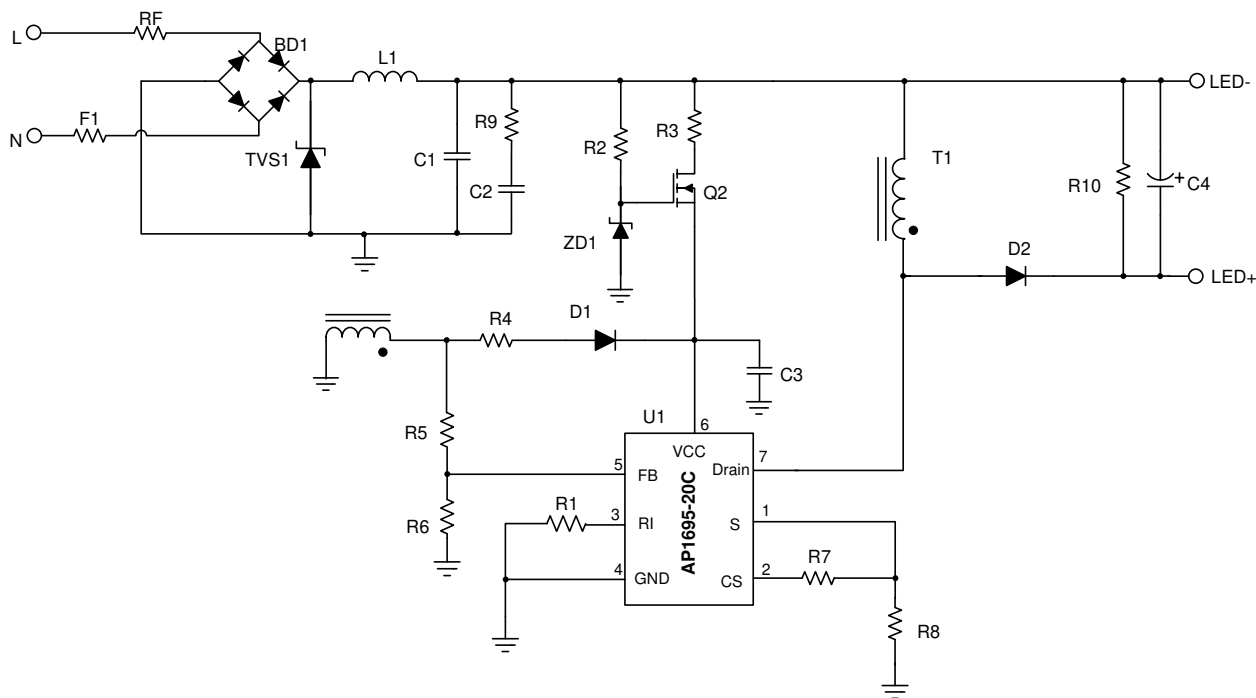 RF
L
BD1
L1
LED-
F1
N
TVS1
C1
R9
C2
R2
R3
Q2
ZD1
T1
R10
+
C4
D2
LED+
R4
D1
C3
R5
U1
6
VCC
5
FB
Drain
7
R6
R1
3
RI
AP1695-20C
S
1
4
GND
CS
2
R7
R8